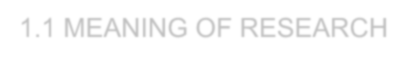 1.1 MEANING OF RESEARCH